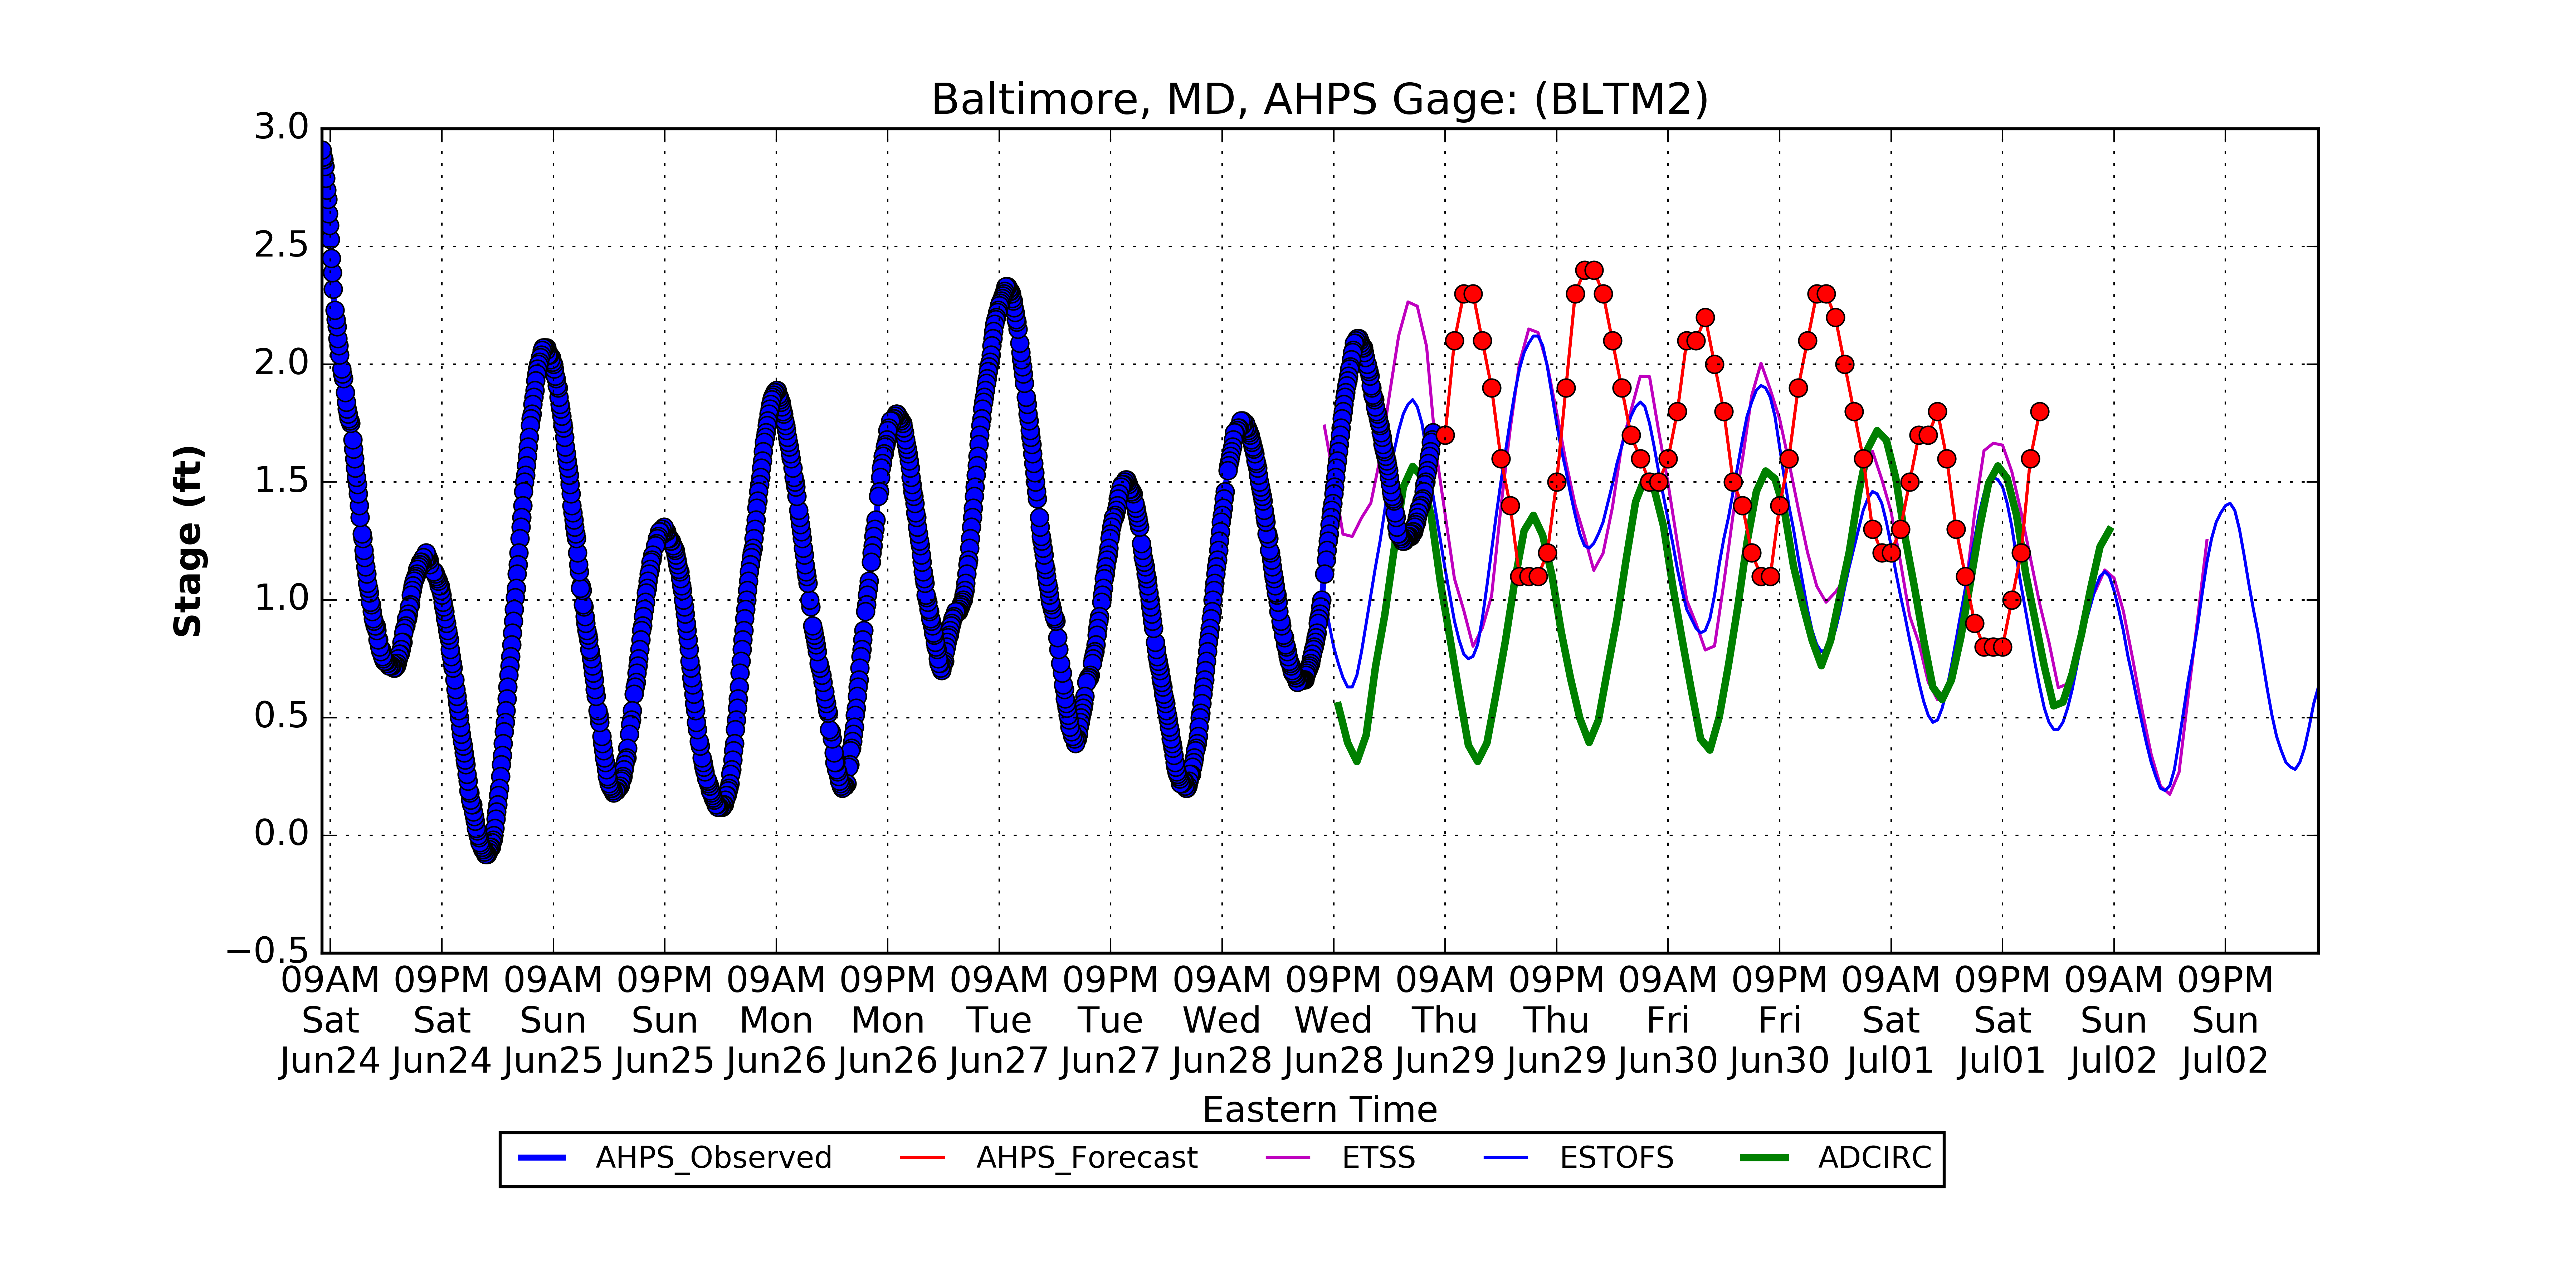 Baltimore, MD, AHPS Gage: (BLTM2)
3.0
2.5
2.0
1.5
1.0
0.5
0.0
−0.5
Stage (ft)
09AM 09PM 09AM 09PM 09AM 09PM 09AM 09PM 09AM 09PM 09AM 09PM 09AM 09PM 09AM 09PM 09AM 09PM
Sat Sat Sun Sun Mon Mon Tue Tue Wed Wed Thu Thu Fri Fri Sat Sat Sun Sun
Jun24 Jun24 Jun25 Jun25 Jun26 Jun26 Jun27 Jun27 Jun28 Jun28 Jun29 Jun29 Jun30 Jun30 Jul01 Jul01 Jul02 Jul02
Eastern Time
AHPS_Observed AHPS_Forecast ETSS ESTOFS ADCIRC